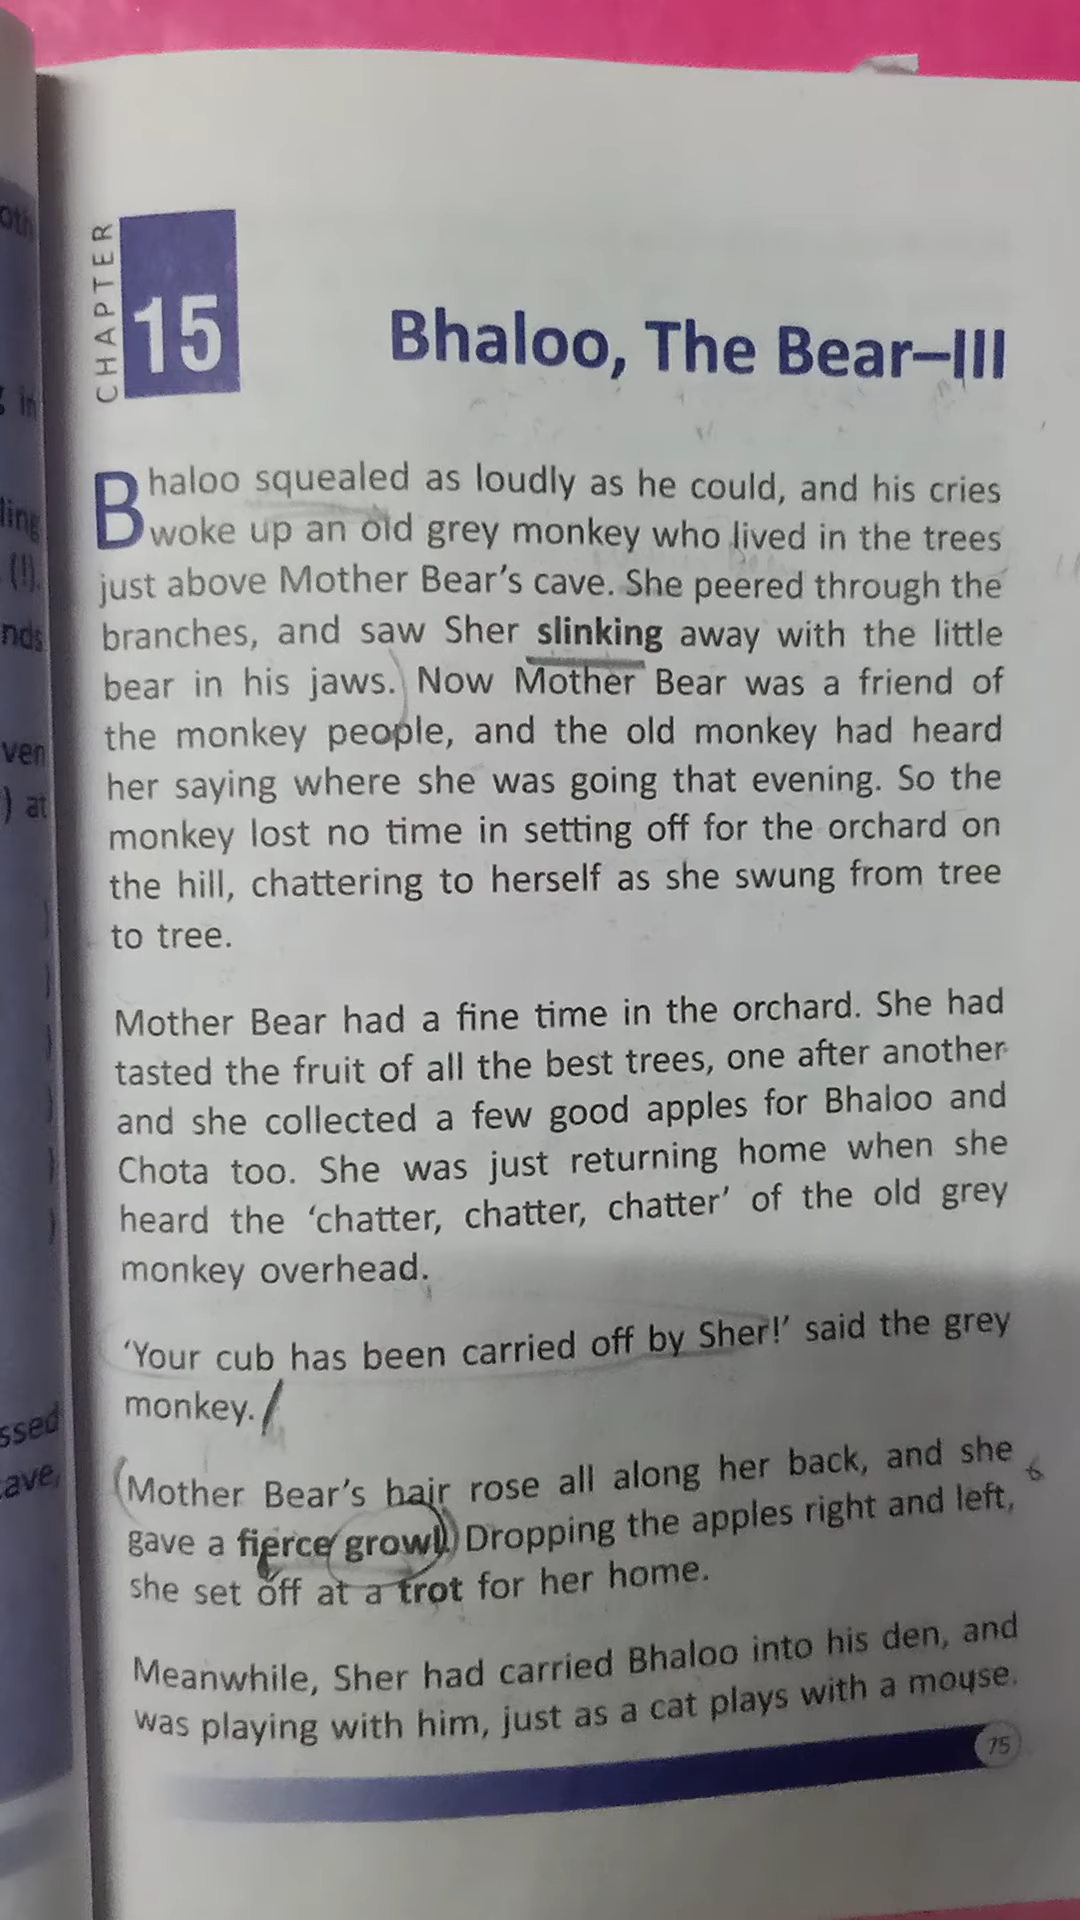 CHAPTER
15
Bhaloo, The Bear–III
Bhaloo squealed as loudly as he could, and his cries
woke up an old grey monkey who lived in the trees
just above Mother Bear's cave. She peered through the
branches, and saw Sher slinking away with the little
bear in his jaws. Now Mother Bear was a friend of
the monkey people, and the old monkey had heard
her saying where she was going that evening. So the
monkey lost no time in setting off for the orchard on
the hill, chattering to herself as she swung from tree
to tree.
Mother Bear had a fine time in the orchard. She had
tasted the fruit of all the best trees, one after another
and she collected a few good apples for Bhaloo and
Chota too. She was just returning home when she
heard the ‘chatter, chatter, chatter’ of the old grey
monkey overhead.
‘Your cub has been carried off by Sher!’ said the grey
monkey.
Mother Bear's hair rose all along her back, and she
gave a fierce growl. Dropping the apples right and left,
she set off at a trot for her home.
Meanwhile, Sher had carried Bhaloo into his den, and
was playing with him, just as a cat plays with a mouse.
75
in
ling
(I).
nds
ven
) at
ssed